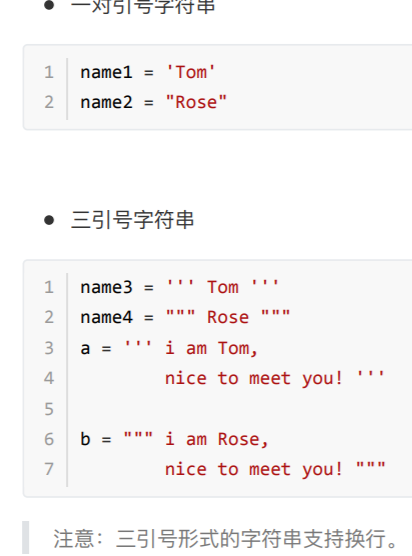 ● 一对引号字符串
1 name1 = 'Tom'
2 name2 = "Rose"
● 三引号字符串
1 name3 = ''' Tom '''
2 name4 = """ Rose """
3 a = ''' i am Tom,
4         nice to meet you! '''
5
6 b = """ i am Rose,
7         nice to meet you! """
注意：三引号形式的字符串支持换行。